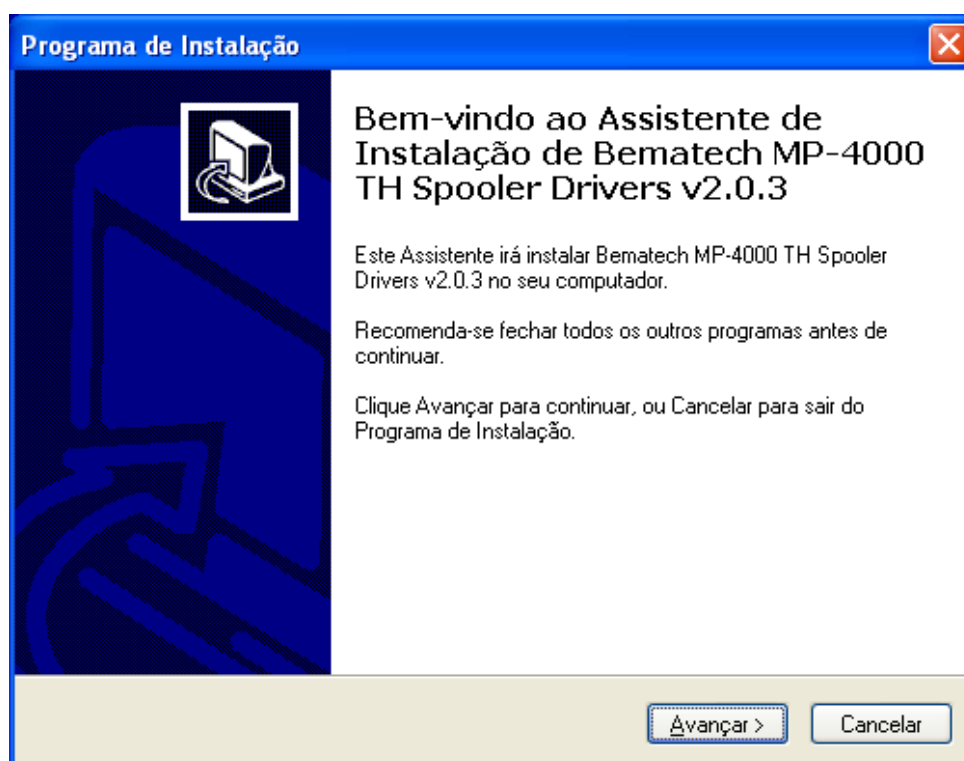 Programa de Instalação
Bem-vindo ao Assistente de
Instalação de Bematech MP-4000
TH Spooler Drivers v2.0.3
Este Assistente irá instalar Bematech MP-4000 TH Spooler
Drivers v2.0.3 no seu computador.
Recomenda-se fechar todos os outros programas antes de
continuar.
Clique Avançar para continuar, ou Cancelar para sair do
Programa de Instalação.
Avançar >
Cancelar